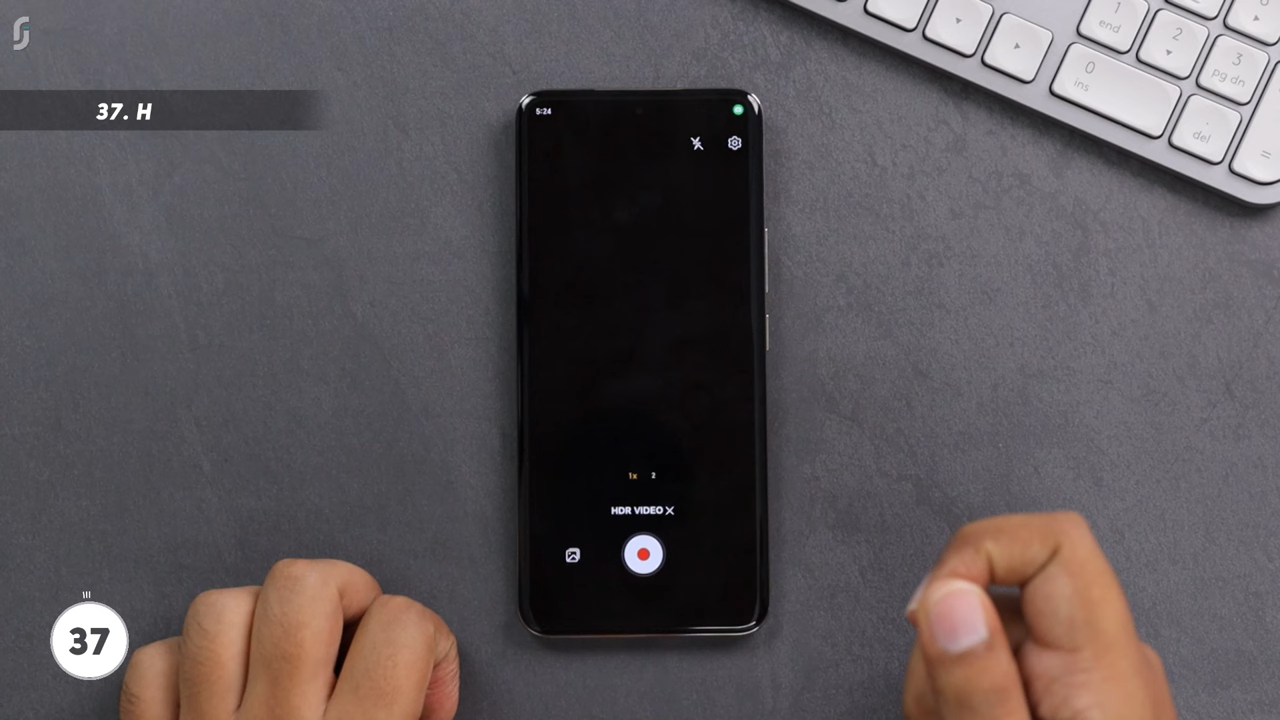 37. H
5:24
1x 2
HDR VIDEO X
37
1
end
2
3
pg dn
0
ins
.
del
=